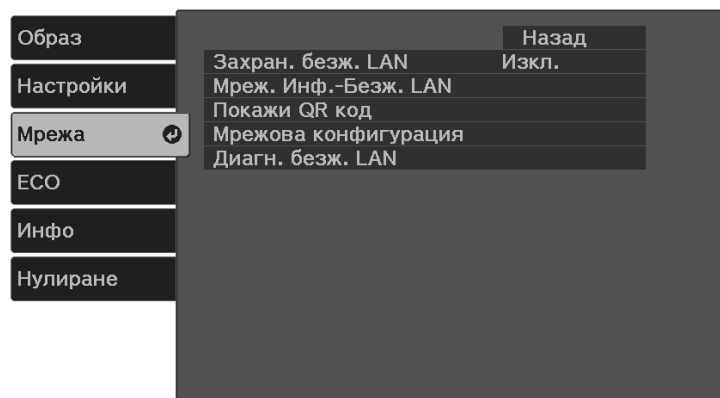 Образ
Настройки
Мрежа
ECO
Инфо
Нулиране
Назад
Захран. безж. LAN Изкл.
Мреж. Инф.-Безж. LAN
Покажи QR код
Мрежова конфигурация
Диагн. безж. LAN